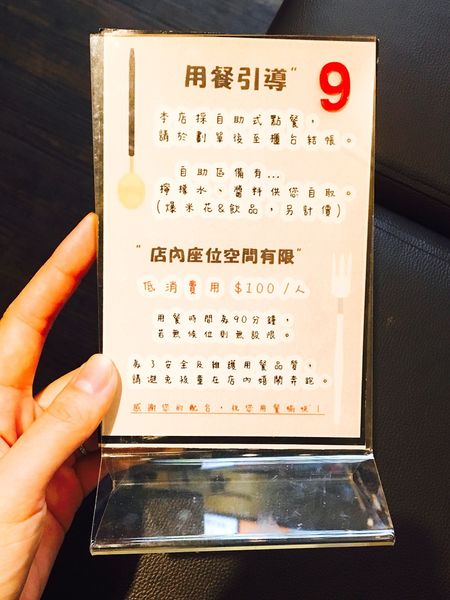 用餐引導"
9
本店採自助式點餐，
請於劃單後至櫃台結帳。
自助區備有...
檸檬水、醬料供您自取。
(爆米花&飲品，另計價)
"店內座位空間有限"
低消費用 $100/人
用餐時間為90分鐘，
若無候位則無設限。
為了安全及維護用餐品質，
請避免孩童在店內嬉鬧奔跑。
感謝您的配合，祝您用餐愉快！